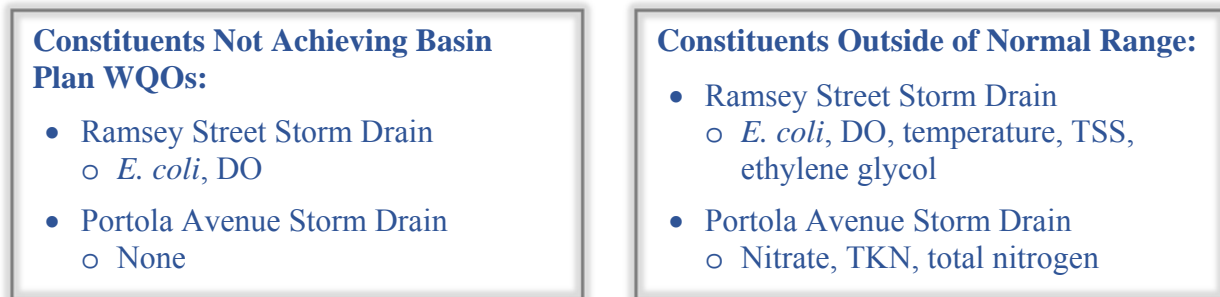 Constituents Not Achieving Basin
Plan WQOs:
• Ramsey Street Storm Drain
o E. coli, DO
• Portola Avenue Storm Drain
o None
Constituents Outside of Normal Range:
• Ramsey Street Storm Drain
o E. coli, DO, temperature, TSS,
ethylene glycol
• Portola Avenue Storm Drain
o Nitrate, TKN, total nitrogen